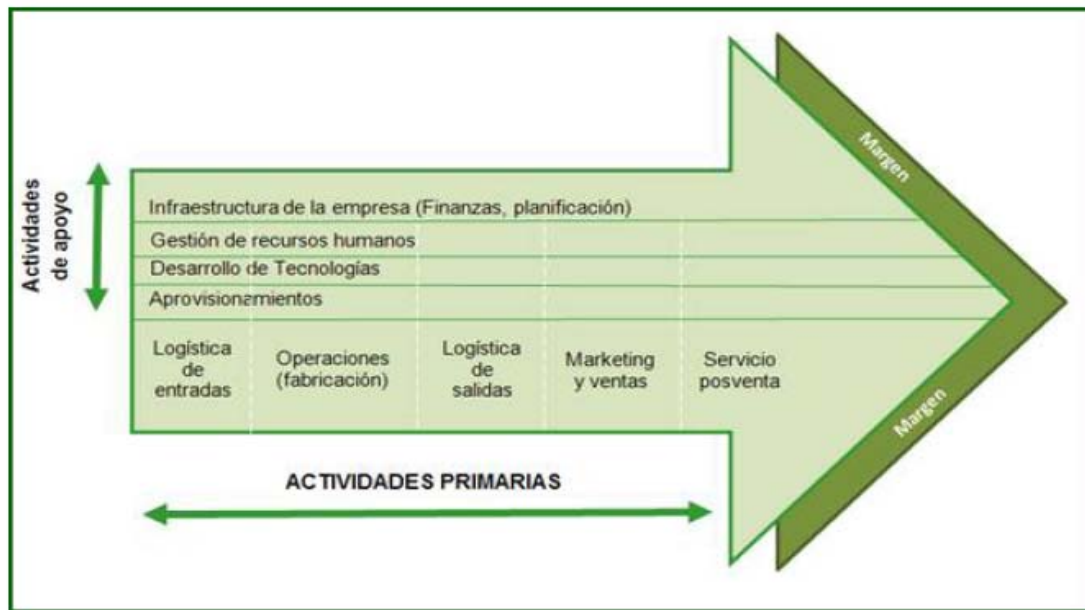 Actividades
de apoyo
Infraestructura de la empresa (Finanzas, planificación)
Gestión de recursos humanos
Desarrollo de Tecnologías
Aprovisionamientos
Logística
de
entradas
Operaciones
(fabricación)
Logística
de
salidas
Marketing
y ventas
Servicio
posventa
Margen
Margen
ACTIVIDADES PRIMARIAS